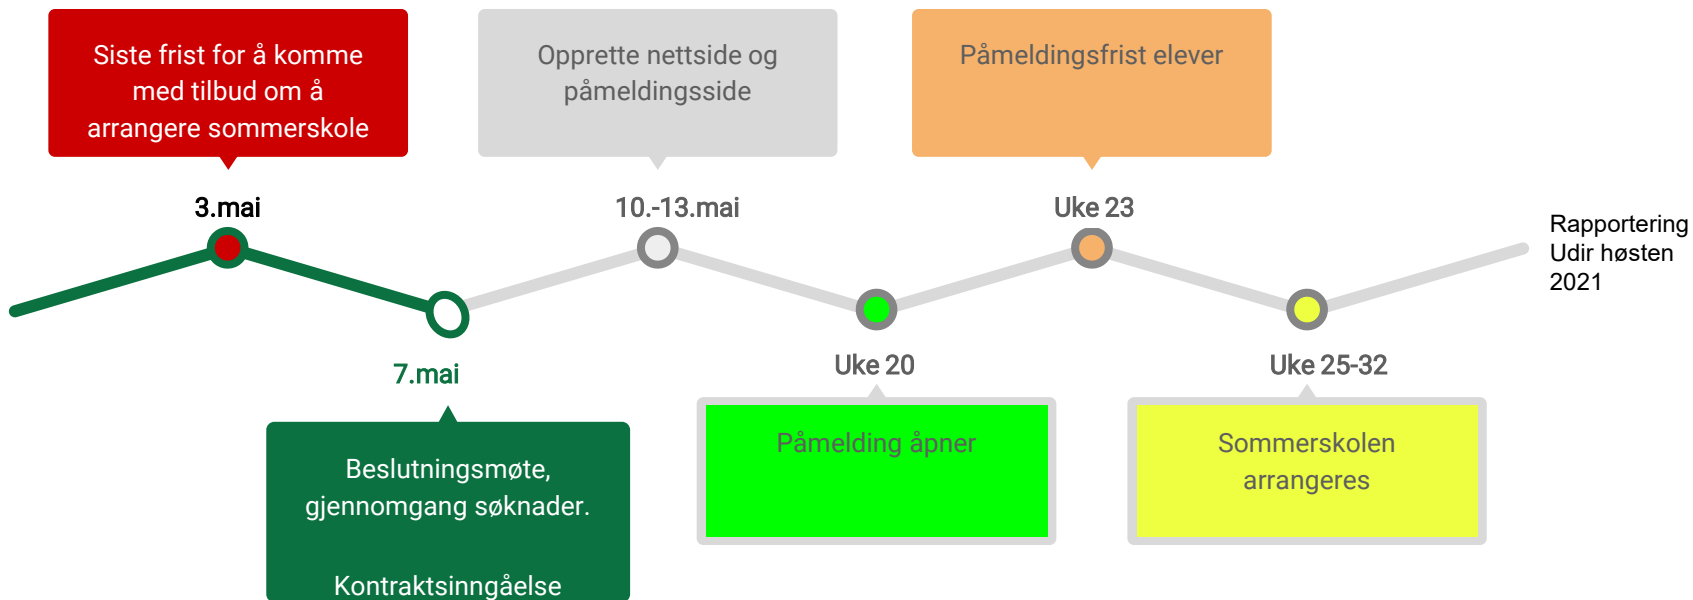 Siste frist for å komme
med tilbud om å
arrangere sommerskole
3.mai
7.mai
Beslutningsmøte,
gjennomgang søknader.
Kontraktsinngåelse
Opprette nettside og
påmeldingsside
10.-13.mai
Uke 20
Påmelding åpner
Påmeldingsfrist elever
Uke 23
Uke 25-32
Sommerskolen
arrangeres
Rapportering
Udir høsten
2021